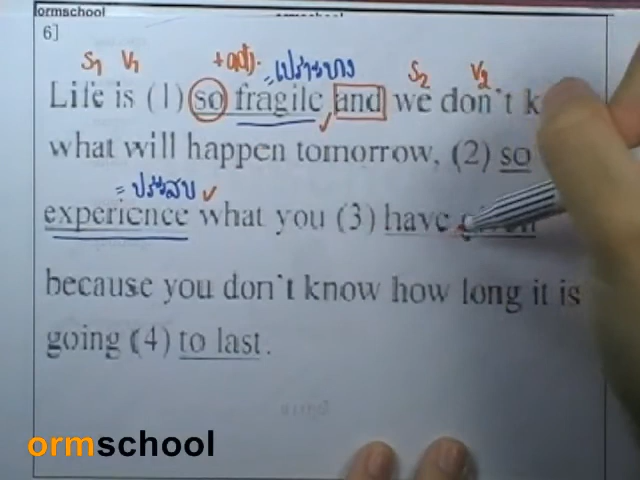 ormschool
ormschool
6]
S1 V1 +adj. = เปราะบาง S2 V2
Life is (1) so fragile and we don't k
what will happen tomorrow, (2) so
= ประสบ
experience what you (3) have
because you don't know how long it is
going (4) to last.
ormschool